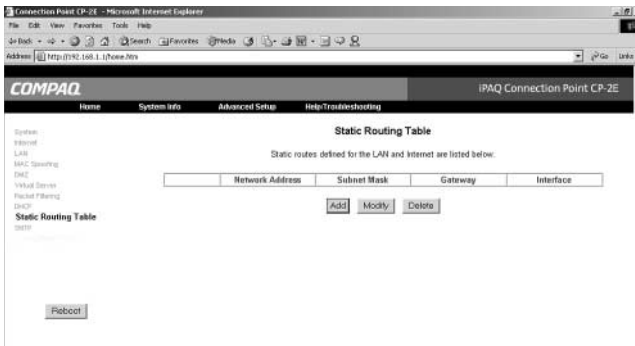 Connection Point CP-2E - Microsoft Internet Explorer
File Edit View Favorites Tools Help
Back Search Favorites Media
Address http://192.168.1.1/home.htm Go Links
COMPAQ
iPAQ Connection Point CP-2E
Home System Info Advanced Setup Help/Troubleshooting
System
Internet
LAN
MAC Spoofing
DMZ
Virtual Server
Packet Filtering
DHCP
Static Routing Table
SNTP
Reboot
Static Routing Table
Static routes defined for the LAN and Internet are listed below.
Network Address Subnet Mask Gateway Interface
Add Modify Delete